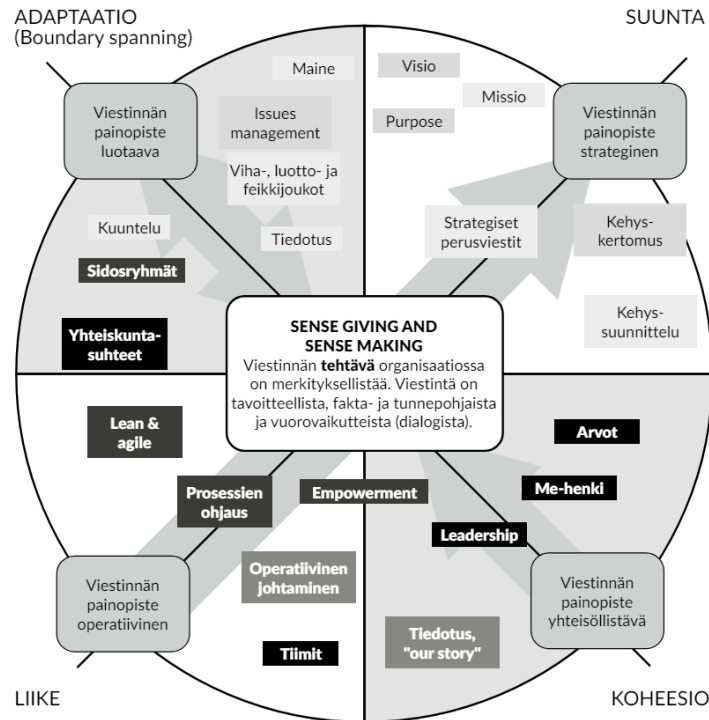 ADAPTAATIO
(Boundary spanning)
SUUNTA
Maine
Visio
Missio
Viestinnän
painopiste
luotaava
Issues
management
Purpose
Viestinnän
painopiste
strateginen
Viha-, luotto- ja
feikkijoukot
Kuuntelu
Tiedotus
Strategiset
perusviestit
Kehys-
kertomus
Sidosryhmät
Yhteiskunta-
suhteet
Kehys-
suunnittelu
SENSE GIVING AND
SENSE MAKING
Viestinnän tehtävä organisaatiossa
on merkityksellistää. Viestintä on
tavoitteellista, fakta- ja tunnepohjaista
ja vuorovaikutteista (dialogista).
Lean &
agile
Arvot
Prosessien
ohjaus
Empowerment
Me-henki
Leadership
Viestinnän
painopiste
operatiivinen
Operatiivinen
johtaminen
Viestinnän
painopiste
yhteisöllistävä
Tiimit
Tiedotus,
"our story"
LIIKE
KOHEESIO